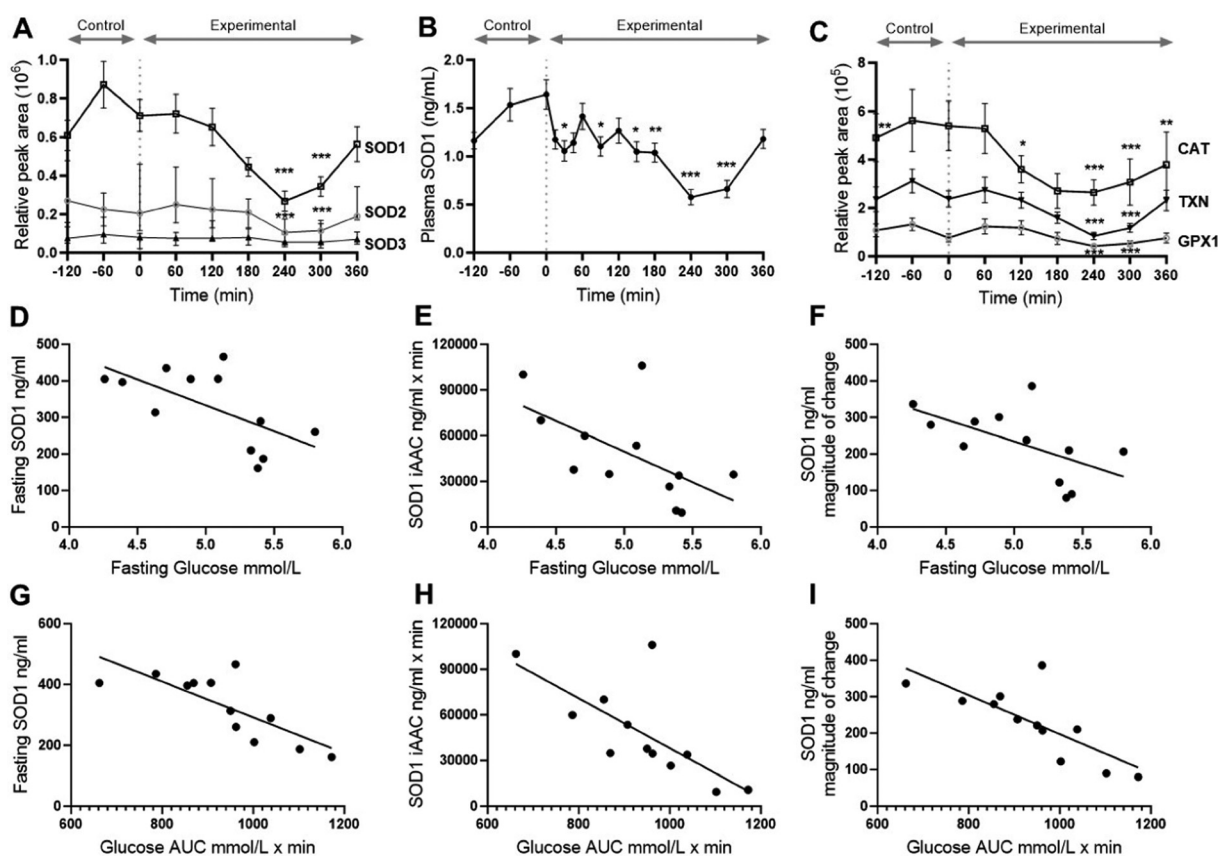 A
Control
Experimental
Relative peak area (10⁶)
1.0
0.8
0.6
0.4
0.2
0.0
***
***
***
***
SOD1
SOD2
SOD3
-120 -60 0 60 120 180 240 300 360
Time (min)
B
Control
Experimental
Plasma SOD1 (ng/mL)
2.0
1.5
1.0
0.5
0.0
*
*
*
**
***
***
-120 -60 0 60 120 180 240 300 360
Time (min)
C
Control
Experimental
Relative peak area (10⁵)
8
6
4
2
0
**
*
***
***
**
***
***
***
***
CAT
TXN
GPX1
-120 -60 0 60 120 180 240 300 360
Time (min)
D
Fasting SOD1 ng/ml
500
400
300
200
100
0
4.0 4.5 5.0 5.5 6.0
Fasting Glucose mmol/L
E
SOD1 iAAC ng/ml x min
120000
90000
60000
30000
0
4.0 4.5 5.0 5.5 6.0
Fasting Glucose mmol/L
F
SOD1 ng/ml
magnitude of change
500
400
300
200
100
0
4.0 4.5 5.0 5.5 6.0
Fasting Glucose mmol/L
G
Fasting SOD1 ng/ml
600
400
200
0
600 800 1000 1200
Glucose AUC mmol/L x min
H
SOD1 iAAC ng/ml x min
120000
90000
60000
30000
0
600 800 1000 1200
Glucose AUC mmol/L x min
I
SOD1 ng/ml
magnitude of change
500
400
300
200
100
0
600 800 1000 1200
Glucose AUC mmol/L x min